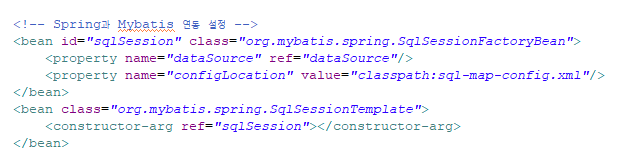 <!-- Spring과 Mybatis 연동 설정 -->
<bean id="sqlSession" class="org.mybatis.spring.SqlSessionFactoryBean">
<property name="dataSource" ref="dataSource"/>
<property name="configLocation" value="classpath:sql-map-config.xml"/>
</bean>
<bean class="org.mybatis.spring.SqlSessionTemplate">
<constructor-arg ref="sqlSession"></constructor-arg>
</bean>